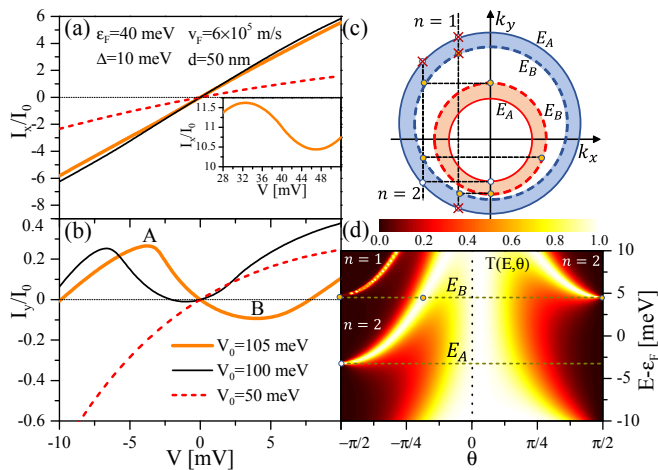 (a)
ε_F=40 meV v_F=6×10⁵ m/s
Δ=10 meV d=50 nm
I_x/I_0
6
4
2
0
-2
-4
-6
8
I_x/I_0
11.5
11.0
10.5
10
28 32 36 40 44 48
V [mV]
(b)
I_y/I_0
0.4
0.2
0
-0.2
0.4
0.6
A
B
V_0=105 meV
V_0=100 meV
V_0=50 meV
-10 -5 0 5 10
V [mV]
(c)
n = 1
k_y
E_A
E_B
E_A
E_B
k_x
n = 2
0.0 0.2 0.4 0.6 0.8 1.0
(d)
n = 1
T(E,θ)
n = 2
E_B
n = 2
E_A
10
5
0
-5
-10
E-ε_F [meV]
-π/2 -π/4 θ π/4 π/2